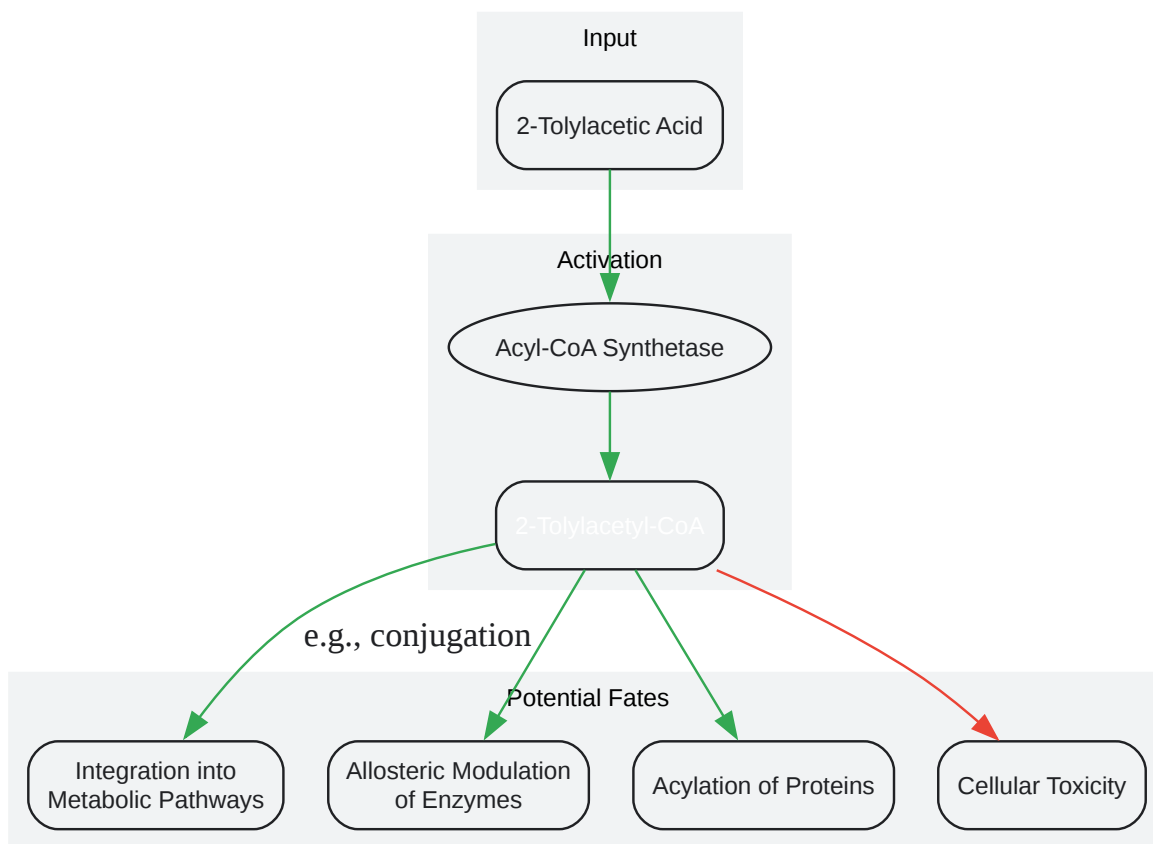 Input
2-Tolylacetic Acid
Activation
Acyl-CoA Synthetase
2-Tolylacetyl-CoA
e.g., conjugation
Potential Fates
Integration into
Metabolic Pathways
Allosteric Modulation
of Enzymes
Acylation of Proteins
Cellular Toxicity